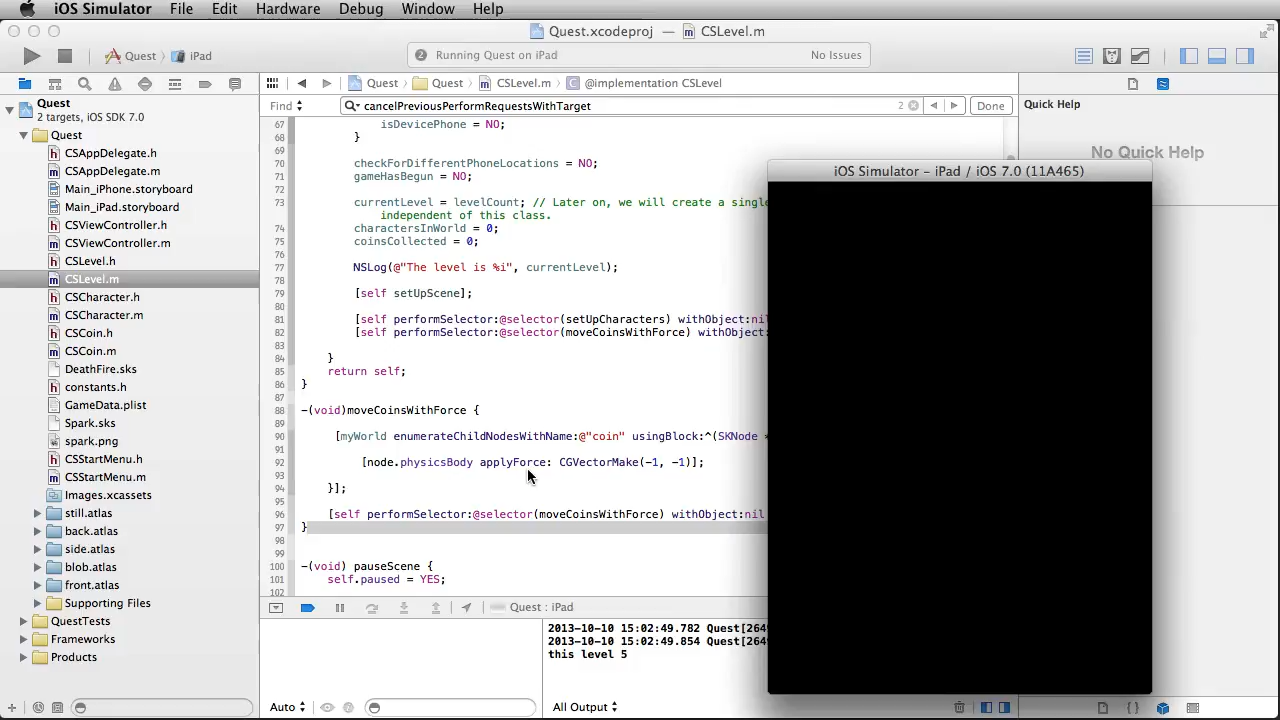 iOS Simulator File Edit Hardware Debug Window Help
Quest.xcodeproj — CSLevel.m
Quest iPad
2 Running Quest on iPad No Issues
Quest Quest CSLevel.m C @implementation CSLevel
Find cancelPreviousPerformRequestsWithTarget 2 Done
Quest
2 targets, iOS SDK 7.0
Quest
h CSAppDelegate.h
m CSAppDelegate.m
Main_iPhone.storyboard
Main_iPad.storyboard
h CSViewController.h
m CSViewController.m
h CSLevel.h
m CSLevel.m
h CSCharacter.h
m CSCharacter.m
h CSCoin.h
m CSCoin.m
DeathFire.sks
h constants.h
GameData.plist
Spark.sks
spark.png
h CSStartMenu.h
m CSStartMenu.m
Images.xcassets
still.atlas
back.atlas
side.atlas
blob.atlas
front.atlas
Supporting Files
QuestTests
Frameworks
Products
67 isDevicePhone = NO;
68 }
69
70 checkForDifferentPhoneLocations = NO;
71 gameHasBegun = NO;
72
73 currentLevel = levelCount; // Later on, we will create a single
independent of this class.
74 charactersInWorld = 0;
75 coinsCollected = 0;
76
77 NSLog(@"The level is %i", currentLevel);
78
79 [self setUpScene];
80
81 [self performSelector:@selector(setUpCharacters) withObject:nil
82 [self performSelector:@selector(moveCoinsWithForce) withObject:
83
84 }
85 return self;
86 }
87
88 -(void)moveCoinsWithForce {
89
90 [myWorld enumerateChildNodesWithName:@"coin" usingBlock:^(SKNode
91
92 [node.physicsBody applyForce: CGVectorMake(-1, -1)];
93
94 }];
95
96 [self performSelector:@selector(moveCoinsWithForce) withObject:nil
97 }
98
99
100 -(void) pauseScene {
101 self.paused = YES;
102
Quest : iPad
2013-10-10 15:02:49.782 Quest[264
2013-10-10 15:02:49.854 Quest[264
this level 5
Auto
All Output
Quick Help
No Quick Help
iOS Simulator - iPad / iOS 7.0 (11A465)